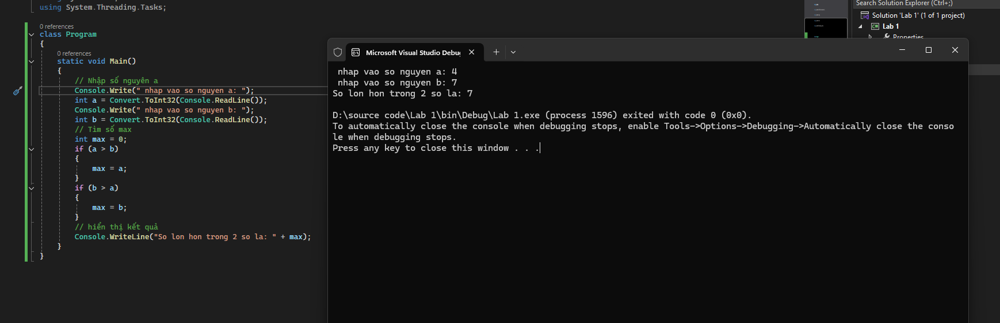 using System.Threading.Tasks;
0 references
class Program
{
0 references
static void Main()
{
// Nhập số nguyên a
Console.Write(" nhap vao so nguyen a: ");
int a = Convert.ToInt32(Console.ReadLine());
Console.Write(" nhap vao so nguyen b: ");
int b = Convert.ToInt32(Console.ReadLine());
// Tìm số max
int max = 0;
if (a > b)
{
max = a;
}
if (b > a)
{
max = b;
}
// hiển thị kết quả
Console.WriteLine("So lon hon trong 2 so la: " + max);
}
}
Microsoft Visual Studio Debug
nhap vao so nguyen a: 4
nhap vao so nguyen b: 7
So lon hon trong 2 so la: 7
D:\source code\Lab 1\bin\Debug\Lab 1.exe (process 1596) exited with code 0 (0x0).
To automatically close the console when debugging stops, enable Tools->Options->Debugging->Automatically close the conso
le when debugging stops.
Press any key to close this window . . .
Search Solution Explorer (Ctrl+;)
Solution 'Lab 1' (1 of 1 project)
C# Lab 1
Properties